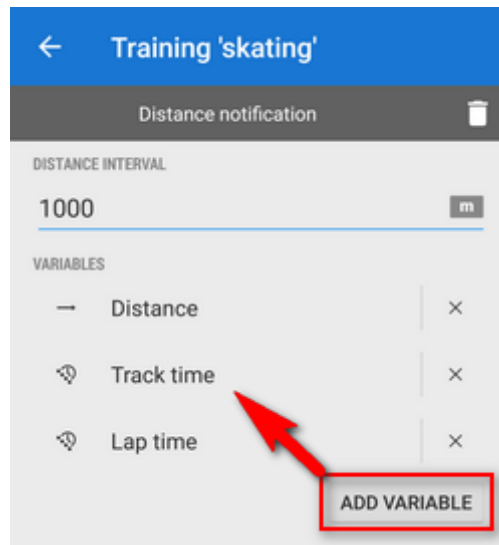 Training 'skating'
Distance notification
DISTANCE INTERVAL
1000 m
VARIABLES
Distance
Track time
Lap time
ADD VARIABLE